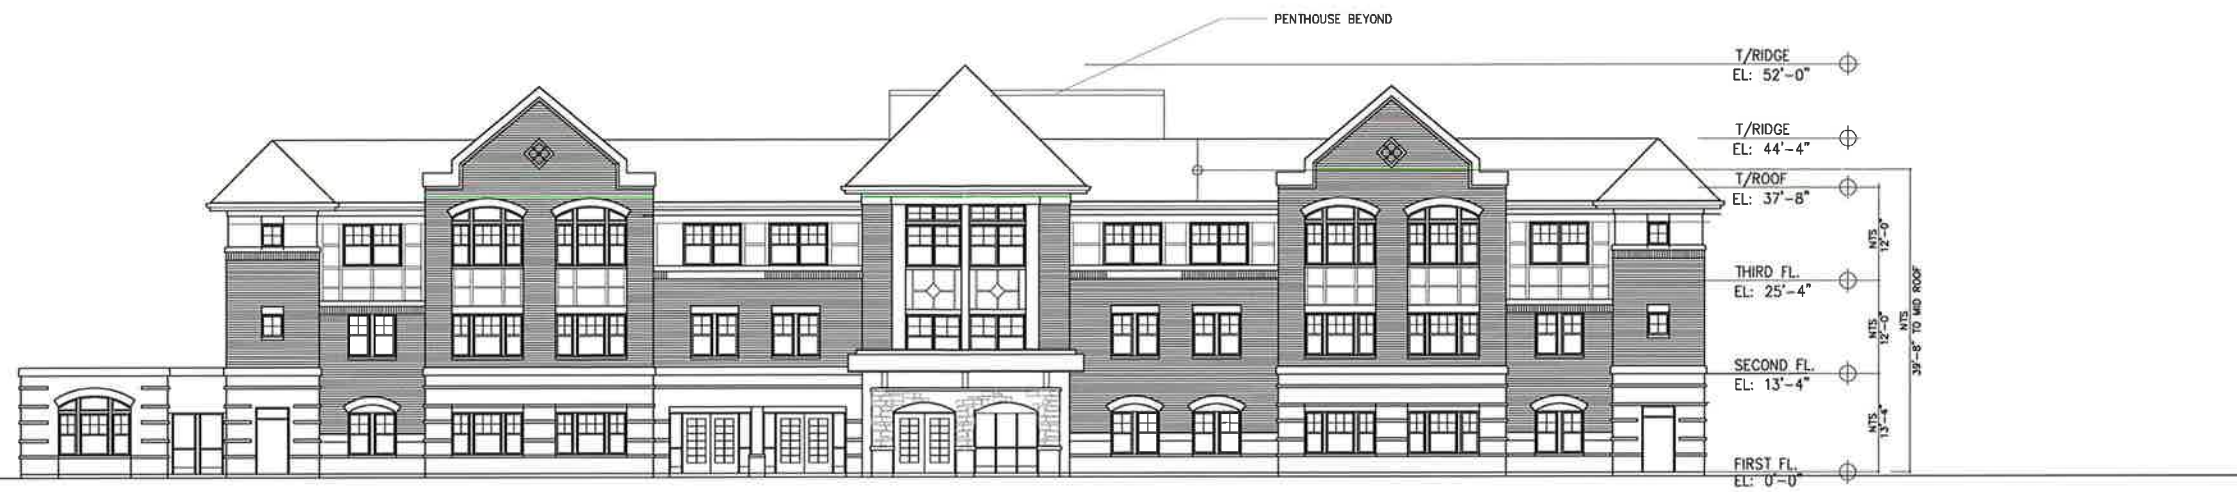 PENTHOUSE BEYOND
T/RIDGE
EL: 52'-0"
T/RIDGE
EL: 44'-4"
T/ROOF
EL: 37'-8"
NTS
12'-0"
THIRD FL.
EL: 25'-4"
NTS
12'-0"
NTS
39'-8" TO MID ROOF
SECOND FL.
EL: 13'-4"
NTS
13'-4"
FIRST FL.
EL: 0'-0"